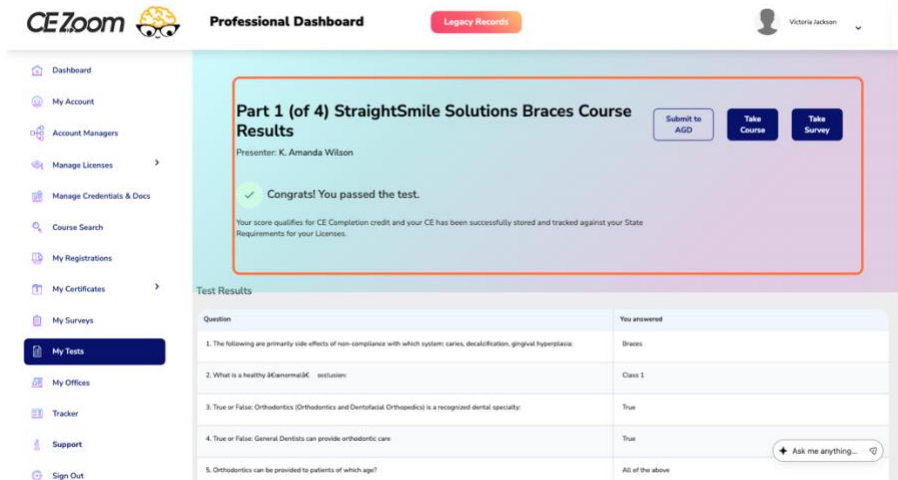 CE Zoom
Professional Dashboard
Legacy Records
Victoria Jackson
Dashboard
My Account
Account Managers
Manage Licenses
Manage Credentials & Docs
Course Search
My Registrations
My Certificates
My Surveys
My Tests
My Offices
Tracker
Support
Sign Out
Part 1 (of 4) StraightSmile Solutions Braces Course
Results
Presenter: K. Amanda Wilson
Submit to
AGD
Take
Course
Take
Survey
Congrats! You passed the test.
Your score qualifies for CE Completion credit and your CE has been successfully stored and tracked against your State
Requirements for your Licenses.
Test Results
Question You answered
1. The following are primarily side effects of non-compliance with which system: caries, decalcification, gingival hyperplasia: Braces
2. What is a healthy â€œnormalâ€ occlusion: Class 1
3. True or False: Orthodontics (Orthodontics and Dentofacial Orthopedics) is a recognized dental specialty: True
4. True or False: General Dentists can provide orthodontic care True
5. Orthodontics can be provided to patients of which age? All of the above
Ask me anything...